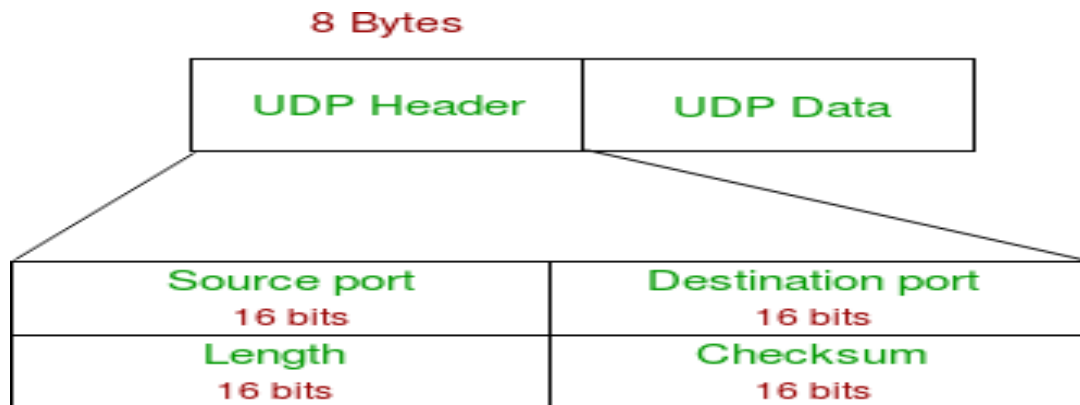 8 Bytes
UDP Header
UDP Data
Source port
16 bits
Destination port
16 bits
Length
16 bits
Checksum
16 bits